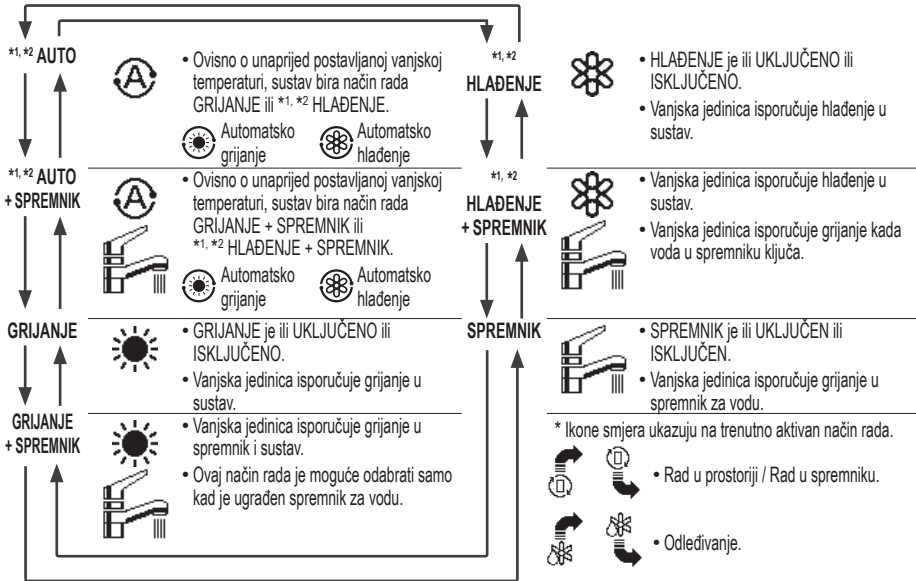 *1, *2 AUTO
• Ovisno o unaprijed postavljanoj vanjskoj
temperaturi, sustav bira način rada
GRIJANJE ili *1, *2 HLAĐENJE.
Automatsko
grijanje
Automatsko
hlađenje
*1, *2 AUTO
+ SPREMNIK
• Ovisno o unaprijed postavljanoj vanjskoj
temperaturi, sustav bira način rada
GRIJANJE + SPREMNIK ili
*1, *2 HLAĐENJE + SPREMNIK.
Automatsko
grijanje
Automatsko
hlađenje
GRIJANJE
• GRIJANJE je ili UKLJUČENO ili
ISKLJUČENO.
• Vanjska jedinica isporučuje grijanje u
sustav.
GRIJANJE
+ SPREMNIK
• Vanjska jedinica isporučuje grijanje u
spremnik i sustav.
• Ovaj način rada je moguće odabrati samo
kad je ugrađen spremnik za vodu.
*1, *2
HLAĐENJE
• HLAĐENJE je ili UKLJUČENO ili
ISKLJUČENO.
• Vanjska jedinica isporučuje hlađenje u
sustav.
*1, *2
HLAĐENJE
+ SPREMNIK
• Vanjska jedinica isporučuje hlađenje u
sustav.
• Vanjska jedinica isporučuje grijanje kada
voda u spremniku ključa.
SPREMNIK
• SPREMNIK je ili UKLJUČEN ili
ISKLJUČEN.
• Vanjska jedinica isporučuje grijanje u
spremnik za vodu.
* Ikone smjera ukazuju na trenutno aktivan način rada.
• Rad u prostoriji / Rad u spremniku.
• Odleđivanje.